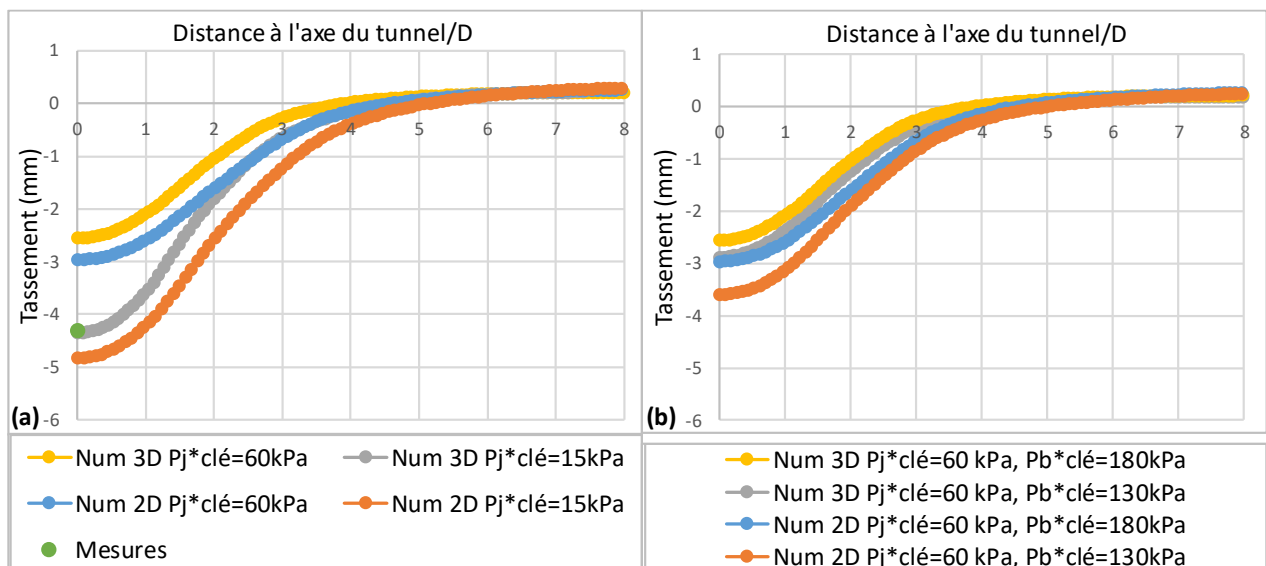 Distance à l'axe du tunnel/D
1
0
0 1 2 3 4 5 6 7 8
-1
-2
-3
-4
-5
-6
Tassement (mm)
(a)
Num 3D Pj*clé=60kPa Num 3D Pj*clé=15kPa
Num 2D Pj*clé=60kPa Num 2D Pj*clé=15kPa
Mesures
Distance à l'axe du tunnel/D
1
0
0 1 2 3 4 5 6 7 8
-1
-2
-3
-4
-5
-6
Tassement (mm)
(b)
Num 3D Pj*clé=60 kPa, Pb*clé=180kPa
Num 3D Pj*clé=60 kPa, Pb*clé=130kPa
Num 2D Pj*clé=60 kPa, Pb*clé=180kPa
Num 2D Pj*clé=60 kPa, Pb*clé=130kPa